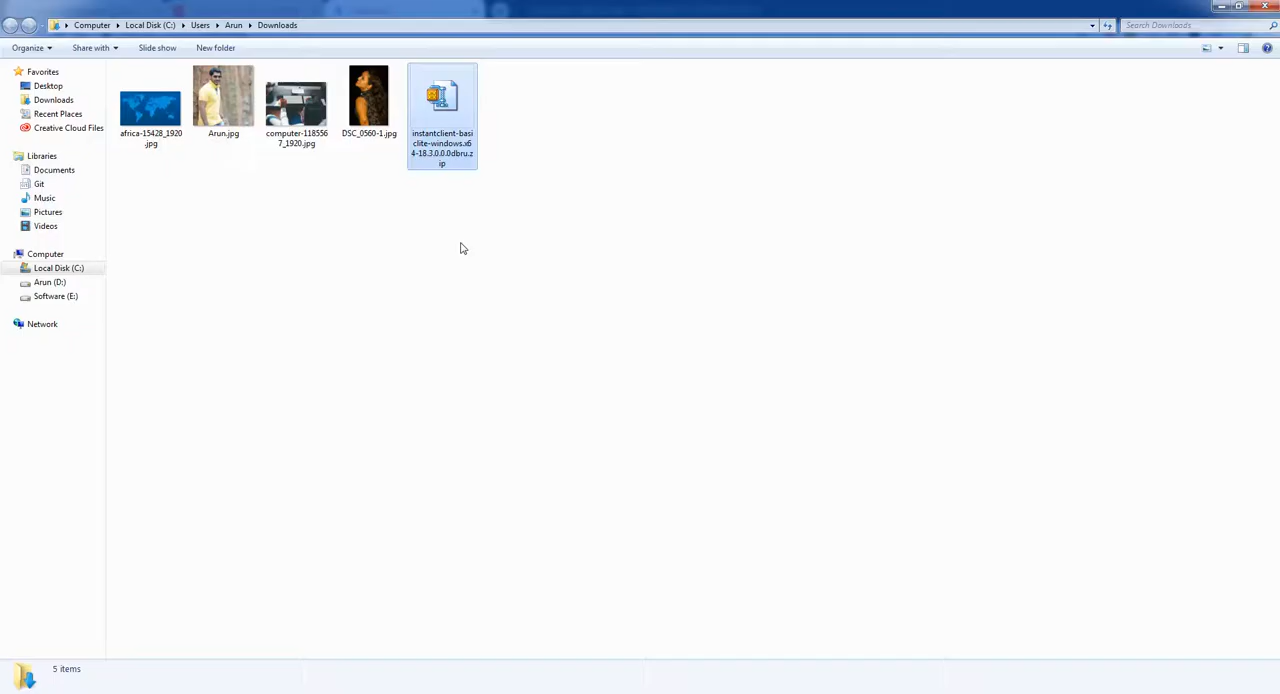 Computer ▸ Local Disk (C:) ▸ Users ▸ Arun ▸ Downloads
Search Downloads
Organize Share with Slide show New folder
Favorites
Desktop
Downloads
Recent Places
Creative Cloud Files
Libraries
Documents
Git
Music
Pictures
Videos
Computer
Local Disk (C:)
Arun (D:)
Software (E:)
Network
africa-15428_1920
.jpg
Arun.jpg
computer-118556
7_1920.jpg
DSC_0560-1.jpg
instantclient-basi
clite-windows.x6
4-18.3.0.0.0dbru.z
ip
5 items